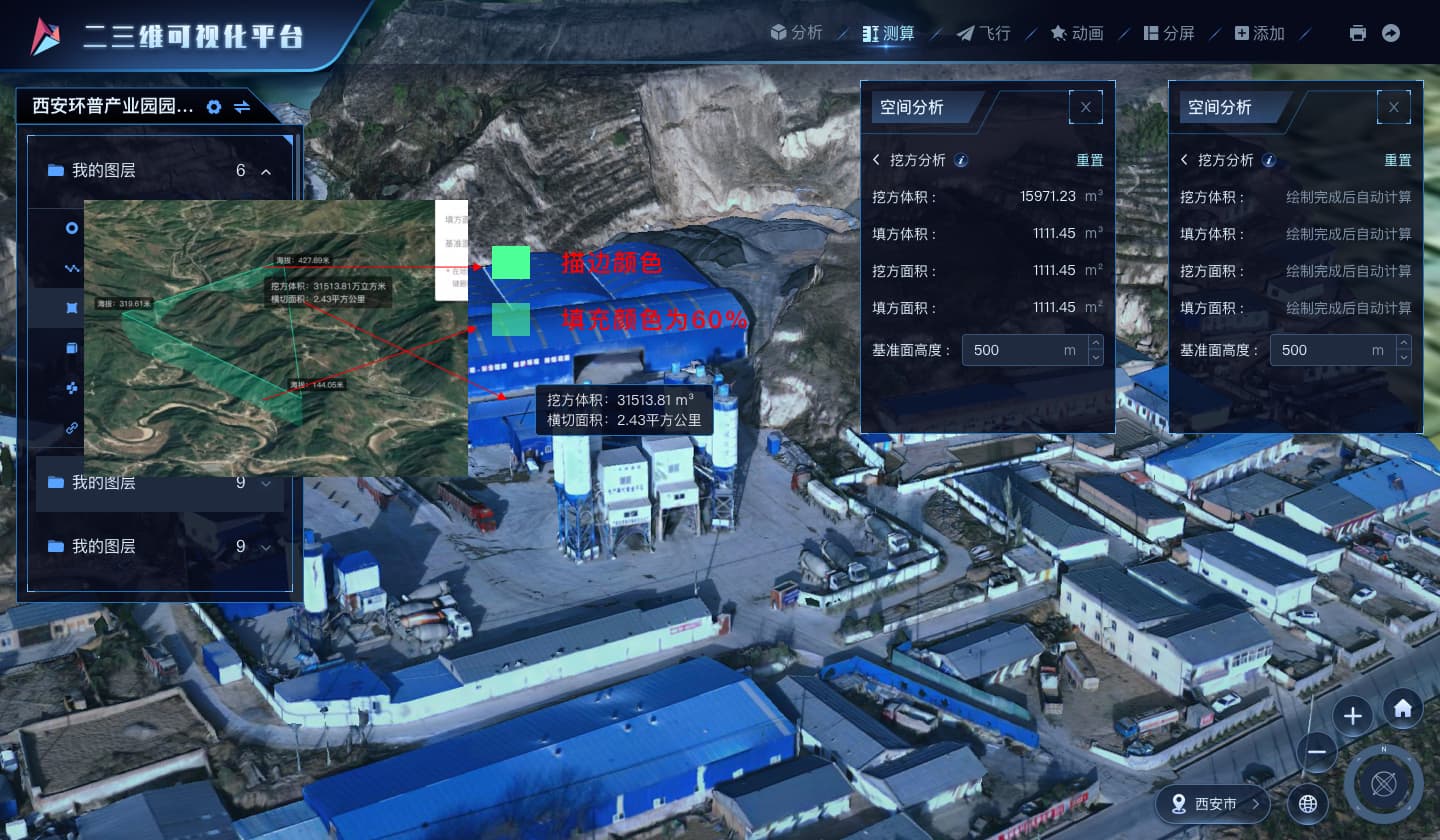 二三维可视化平台
分析
测算
飞行
动画
分屏
添加
西安环普产业园园...
我的图层 6
海拔：427.89米
挖方体积：31513.81万立方米
横切面积：2.43平方公里
海拔：319.61米
海拔：144.05米
填方面
基准面
描边颜色
填充颜色为60%
挖方体积：31513.81 m³
横切面积：2.43平方公里
我的图层 9
我的图层 9
空间分析
挖方分析 重置
挖方体积： 15971.23 m³
填方体积： 1111.45 m³
挖方面积： 1111.45 m²
填方面积： 1111.45 m²
基准面高度： 500 m
空间分析
挖方分析 重置
挖方体积： 绘制完成后自动计算
填方体积： 绘制完成后自动计算
挖方面积： 绘制完成后自动计算
填方面积： 绘制完成后自动计算
基准面高度： 500 m
N
西安市